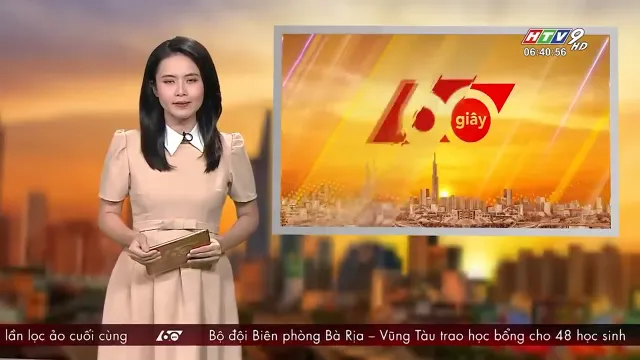 HTV9 HD
06:40:56
60 giây
lần lọc ảo cuối cùng 60 Bộ đội Biên phòng Bà Rịa – Vũng Tàu trao học bổng cho 48 học sinh